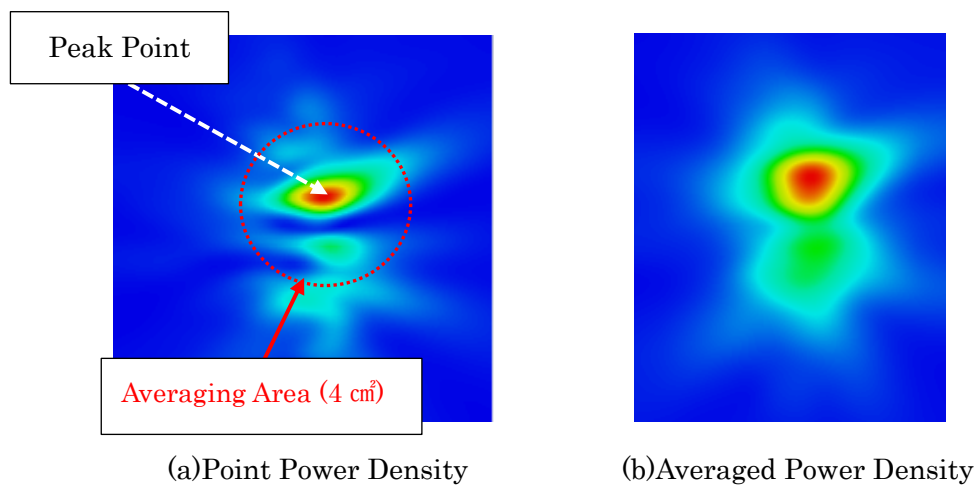 Peak Point
Averaging Area (4 ㎠)
(a)Point Power Density
(b)Averaged Power Density